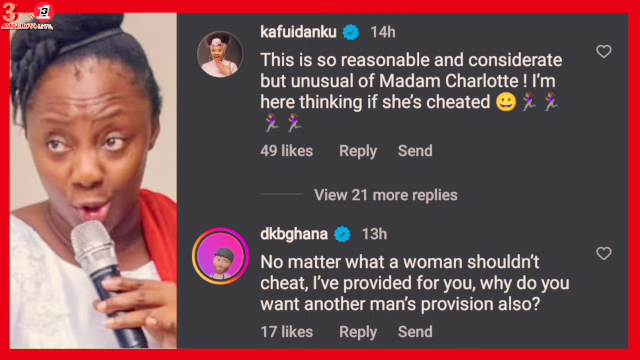 kafuidanku 14h
This is so reasonable and considerate
but unusual of Madam Charlotte ! I'm
here thinking if she's cheated 😀🏃🏾‍♀️🏃🏾‍♀️
🏃🏾‍♀️🏃🏾‍♀️
49 likes Reply Send
View 21 more replies
dkbghana 13h
No matter what a woman shouldn't
cheat, I've provided for you, why do you
want another man's provision also?
17 likes Reply Send